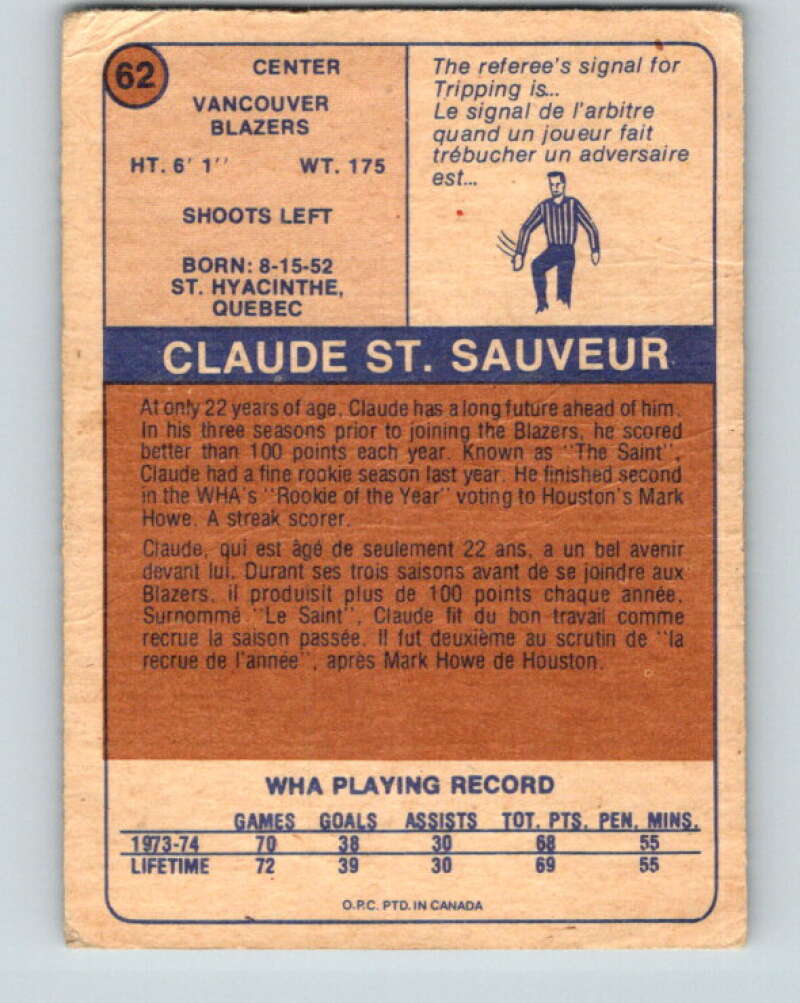 62
CENTER
VANCOUVER
BLAZERS
HT. 6' 1'' WT. 175
SHOOTS LEFT
BORN: 8-15-52
ST. HYACINTHE,
QUEBEC
The referee's signal for
Tripping is...
Le signal de l'arbitre
quand un joueur fait
trébucher un adversaire
est...
CLAUDE ST. SAUVEUR
At only 22 years of age, Claude has a long future ahead of him.
In his three seasons prior to joining the Blazers, he scored
better than 100 points each year. Known as "The Saint",
Claude had a fine rookie season last year. He finished second
in the WHA's "Rookie of the Year" voting to Houston's Mark
Howe. A streak scorer.
Claude, qui est âgé de seulement 22 ans, a un bel avenir
devant lui. Durant ses trois saisons avant de se joindre aux
Blazers, il produisit plus de 100 points chaque année.
Surnommé "Le Saint", Claude fit du bon travail comme
recrue la saison passée. Il fut deuxième au scrutin de "la
recrue de l'année", après Mark Howe de Houston.
WHA PLAYING RECORD
GAMES GOALS ASSISTS TOT. PTS. PEN. MINS.
1973-74 70 38 30 68 55
LIFETIME 72 39 30 69 55
O.P.C. PTD. IN CANADA